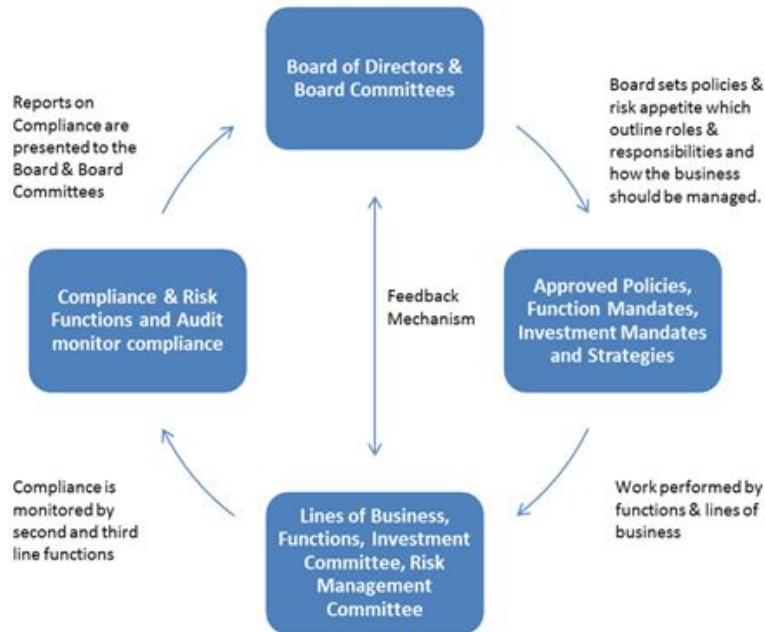 Board of Directors &
Board Committees
Board sets policies &
risk appetite which
outline roles &
responsibilities and
how the business
should be managed.
Approved Policies,
Function Mandates,
Investment Mandates
and Strategies
Work performed by
functions & lines of
business
Lines of Business,
Functions, Investment
Committee, Risk
Management
Committee
Compliance is
monitored by
second and third
line functions
Compliance & Risk
Functions and Audit
monitor compliance
Reports on
Compliance are
presented to the
Board & Board
Committees
Feedback
Mechanism